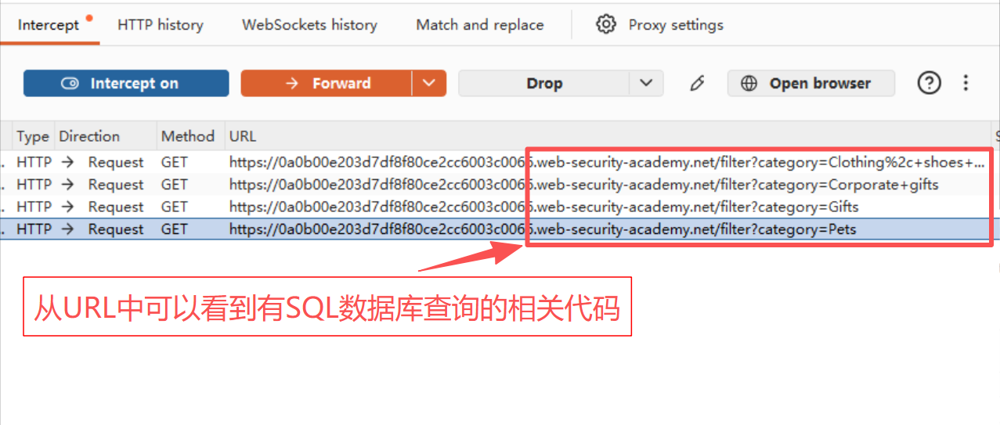 Intercept HTTP history WebSockets history Match and replace Proxy settings
Intercept on Forward Drop Open browser ?
Type Direction Method URL S
HTTP → Request GET https://0a0b00e203d7df8f80ce2cc6003c0066.web-security-academy.net/filter?category=Clothing%2c+shoes+...
HTTP → Request GET https://0a0b00e203d7df8f80ce2cc6003c0066.web-security-academy.net/filter?category=Corporate+gifts
HTTP → Request GET https://0a0b00e203d7df8f80ce2cc6003c0066.web-security-academy.net/filter?category=Gifts
HTTP → Request GET https://0a0b00e203d7df8f80ce2cc6003c0066.web-security-academy.net/filter?category=Pets
从URL中可以看到有SQL数据库查询的相关代码